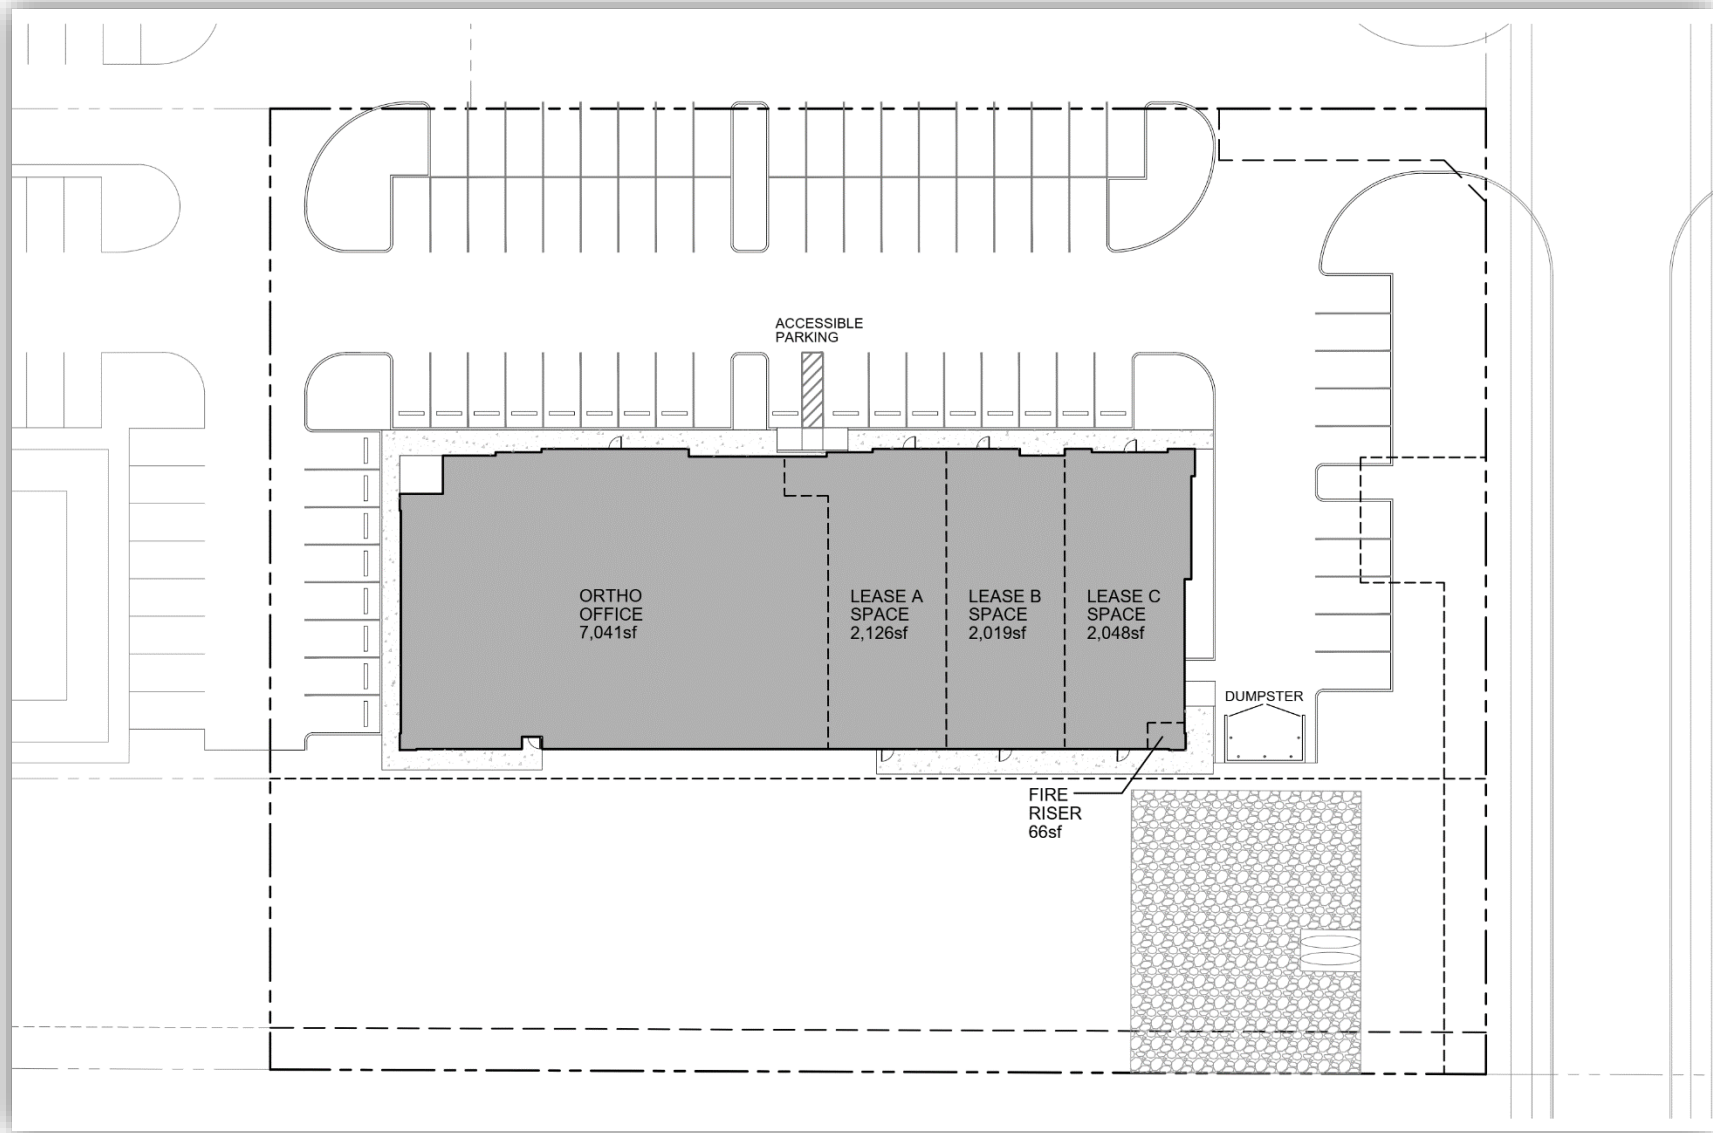 ACCESSIBLE
PARKING
ORTHO
OFFICE
7,041sf
LEASE A
SPACE
2,126sf
LEASE B
SPACE
2,019sf
LEASE C
SPACE
2,048sf
DUMPSTER
FIRE
RISER
66sf